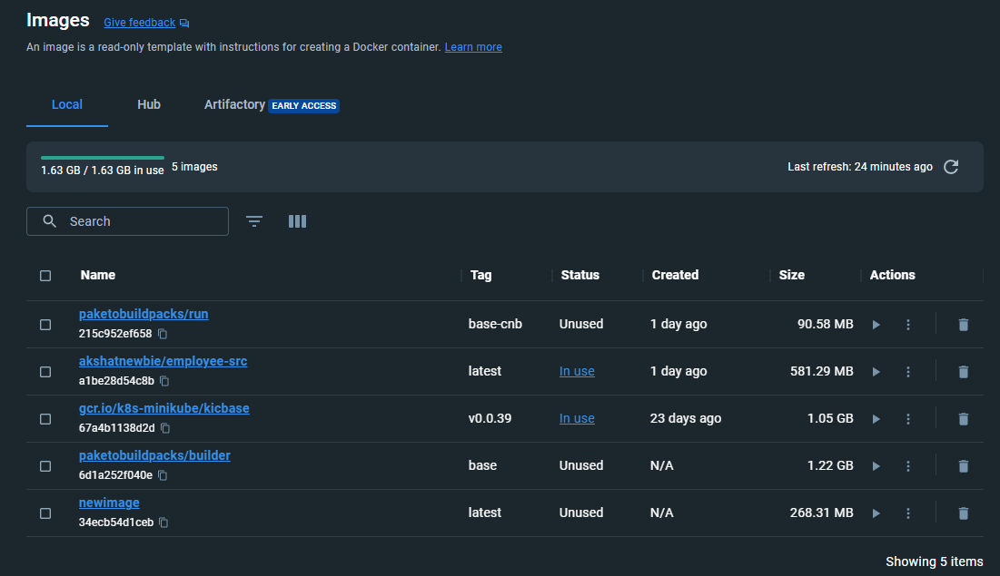 Images Give feedback
An image is a read-only template with instructions for creating a Docker container. Learn more
Local Hub Artifactory EARLY ACCESS
1.63 GB / 1.63 GB in use 5 images Last refresh: 24 minutes ago
Search
Name Tag Status Created Size Actions
paketobuildpacks/run
215c952ef658 base-cnb Unused 1 day ago 90.58 MB
akshatnewbie/employee-src
a1be28d54c8b latest In use 1 day ago 581.29 MB
gcr.io/k8s-minikube/kicbase
67a4b1138d2d v0.0.39 In use 23 days ago 1.05 GB
paketobuildpacks/builder
6d1a252f040e base Unused N/A 1.22 GB
newimage
34ecb54d1ceb latest Unused N/A 268.31 MB
Showing 5 items